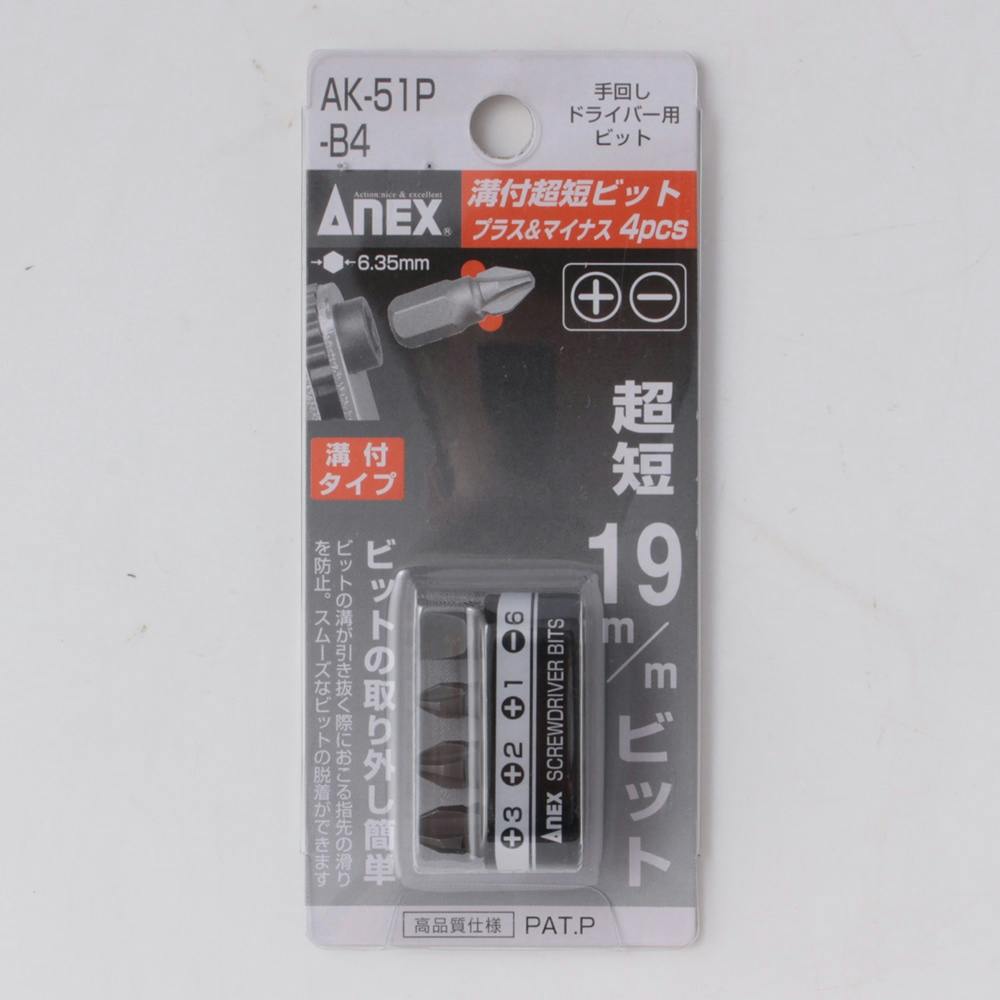 AK-51P
-B4
手回し
ドライバー用
ビット
Action:nice & excellent
ANEX®
溝付超短ビット
プラス&マイナス 4pcs
→⬢←6.35mm
溝付
タイプ
超短
19m/mビット
ビットの取り外し簡単
ビットの溝が引き抜く際におこる指先の滑り
を防止。スムーズなビットの脱着ができます
⊖6
⊕1
⊕2
⊕3
ANEX SCREWDRIVER BITS
高品質仕様 PAT.P